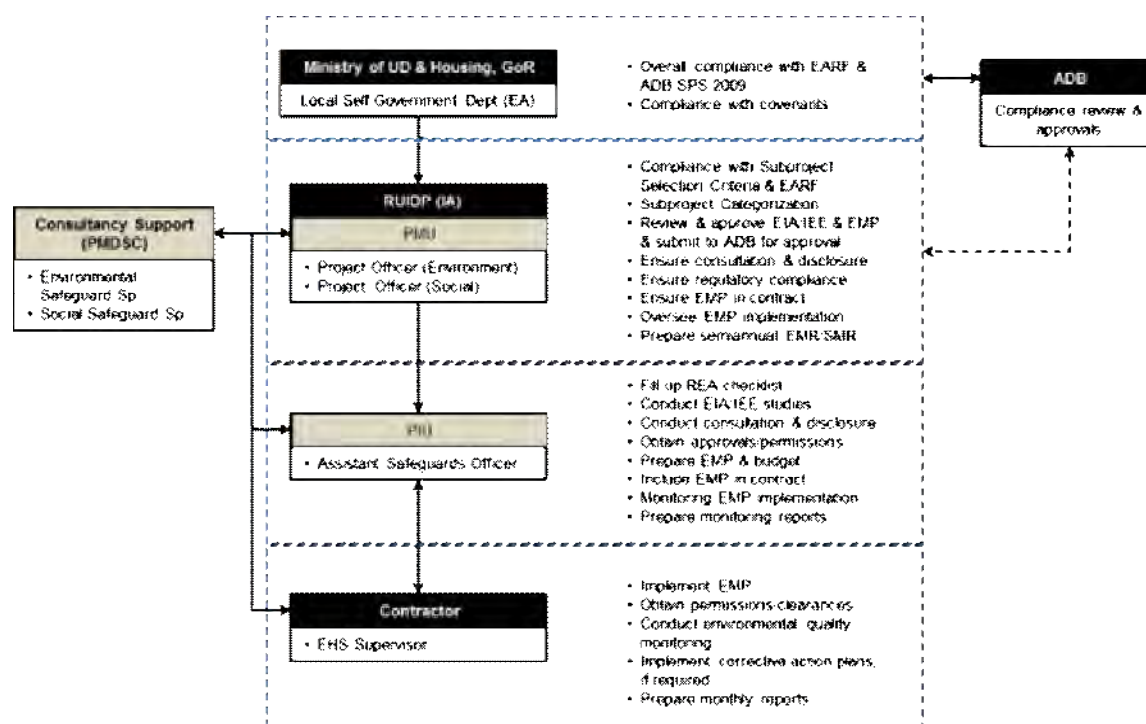 Ministry of UD & Housing, GoR
Local Self Government Dept (EA)
• Overall compliance with EARF &
ADB SPS 2009
• Compliance with covenants
ADB
Compliance review &
approvals
Consultancy Support
(PMDSC)
• Environmental
Safeguard Sp
• Social Safeguard Sp
RUIDP (IA)
PMU
• Project Officer (Environment)
• Project Officer (Social)
• Compliance with Subproject
Selection Criteria & EARF
• Subproject Categorization
• Review & approve EIA/IEE & EMP
& submit to ADB for approval
• Ensure consultation & disclosure
• Ensure regulatory compliance
• Ensure EMP in contract
• Oversee EMP implementation
• Prepare semiannual EMR/SMR
PIU
• Assistant Safeguards Officer
• Fill up REA checklist
• Conduct EIA/IEE studies
• Conduct consultation & disclosure
• Obtain approvals/permissions
• Prepare EMP & budget
• Include EMP in contract
• Monitoring EMP implementation
• Prepare monitoring reports
Contractor
• EHS Supervisor
• Implement EMP
• Obtain permissions/clearances
• Conduct environmental quality
monitoring
• Implement corrective action plans,
if required
• Prepare monthly reports